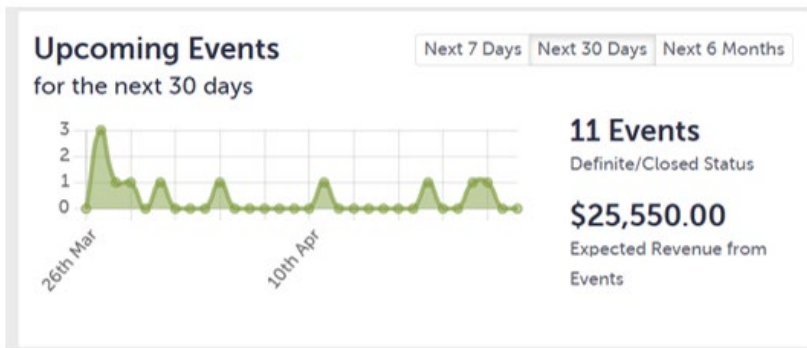 Upcoming Events
for the next 30 days
Next 7 Days
Next 30 Days
Next 6 Months
3
2
1
0
26th Mar
10th Apr
11 Events
Definite/Closed Status
$25,550.00
Expected Revenue from
Events